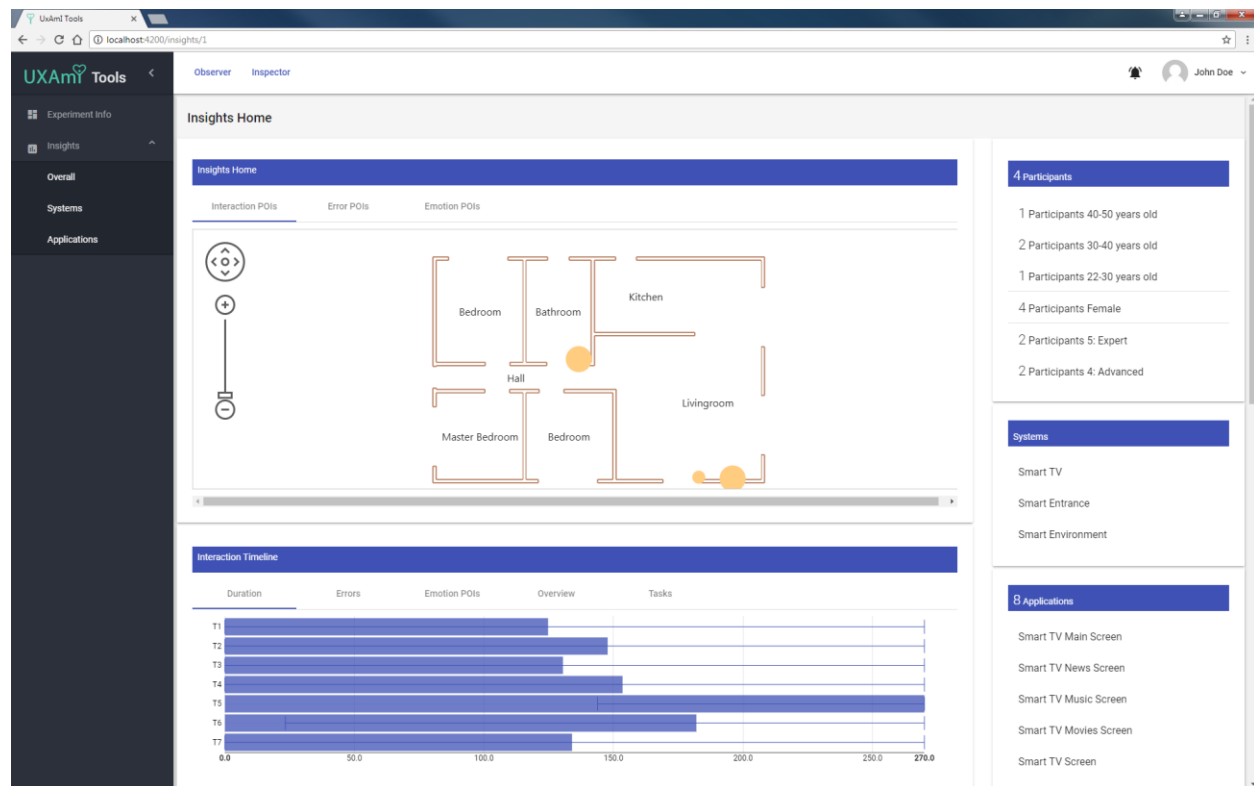 UxAmI Tools
localhost:4200/insights/1
UXAmI Tools
Observer Inspector
John Doe
Experiment Info
Insights
Overall
Systems
Applications
Insights Home
Insights Home
Interaction POIs Error POIs Emotion POIs
Bedroom
Bathroom
Kitchen
Hall
Livingroom
Master Bedroom
Bedroom
Interaction Timeline
Duration Errors Emotion POIs Overview Tasks
T1
T2
T3
T4
T5
T6
T7
0.0 50.0 100.0 150.0 200.0 250.0 270.0
4 Participants
1 Participants 40-50 years old
2 Participants 30-40 years old
1 Participants 22-30 years old
4 Participants Female
2 Participants 5: Expert
2 Participants 4: Advanced
Systems
Smart TV
Smart Entrance
Smart Environment
8 Applications
Smart TV Main Screen
Smart TV News Screen
Smart TV Music Screen
Smart TV Movies Screen
Smart TV Screen